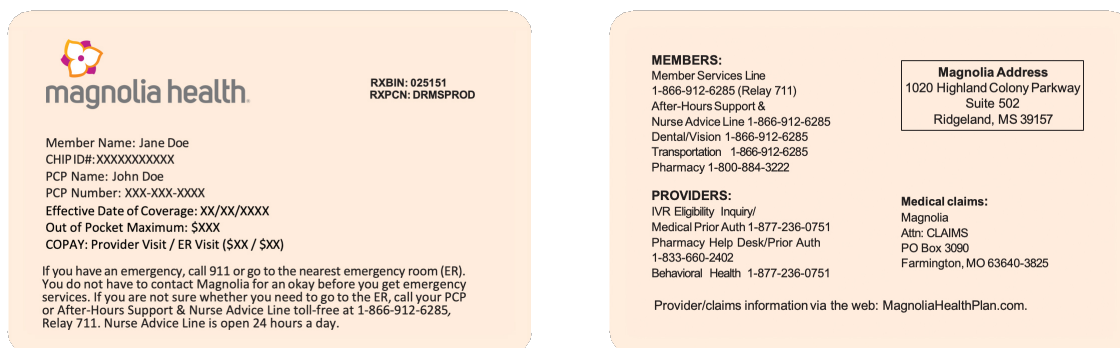 magnolia health.
RXBIN: 025151
RXPCN: DRMSPROD
Member Name: Jane Doe
CHIP ID#: XXXXXXXXXXX
PCP Name: John Doe
PCP Number: XXX-XXX-XXXX
Effective Date of Coverage: XX/XX/XXXX
Out of Pocket Maximum: $XXX
COPAY: Provider Visit / ER Visit ($XX / $XX)
If you have an emergency, call 911 or go to the nearest emergency room (ER).
You do not have to contact Magnolia for an okay before you get emergency
services. If you are not sure whether you need to go to the ER, call your PCP
or After-Hours Support & Nurse Advice Line toll-free at 1-866-912-6285,
Relay 711. Nurse Advice Line is open 24 hours a day.
MEMBERS:
Member Services Line
1-866-912-6285 (Relay 711)
After-Hours Support &
Nurse Advice Line 1-866-912-6285
Dental/Vision 1-866-912-6285
Transportation 1-866-912-6285
Pharmacy 1-800-884-3222
Magnolia Address
1020 Highland Colony Parkway
Suite 502
Ridgeland, MS 39157
PROVIDERS:
IVR Eligibility Inquiry/
Medical Prior Auth 1-877-236-0751
Pharmacy Help Desk/Prior Auth
1-833-660-2402
Behavioral Health 1-877-236-0751
Medical claims:
Magnolia
Attn: CLAIMS
PO Box 3090
Farmington, MO 63640-3825
Provider/claims information via the web: MagnoliaHealthPlan.com.